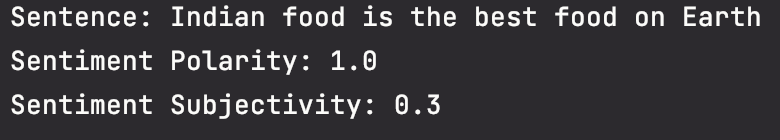 Sentence: Indian food is the best food on Earth
Sentiment Polarity: 1.0
Sentiment Subjectivity: 0.3